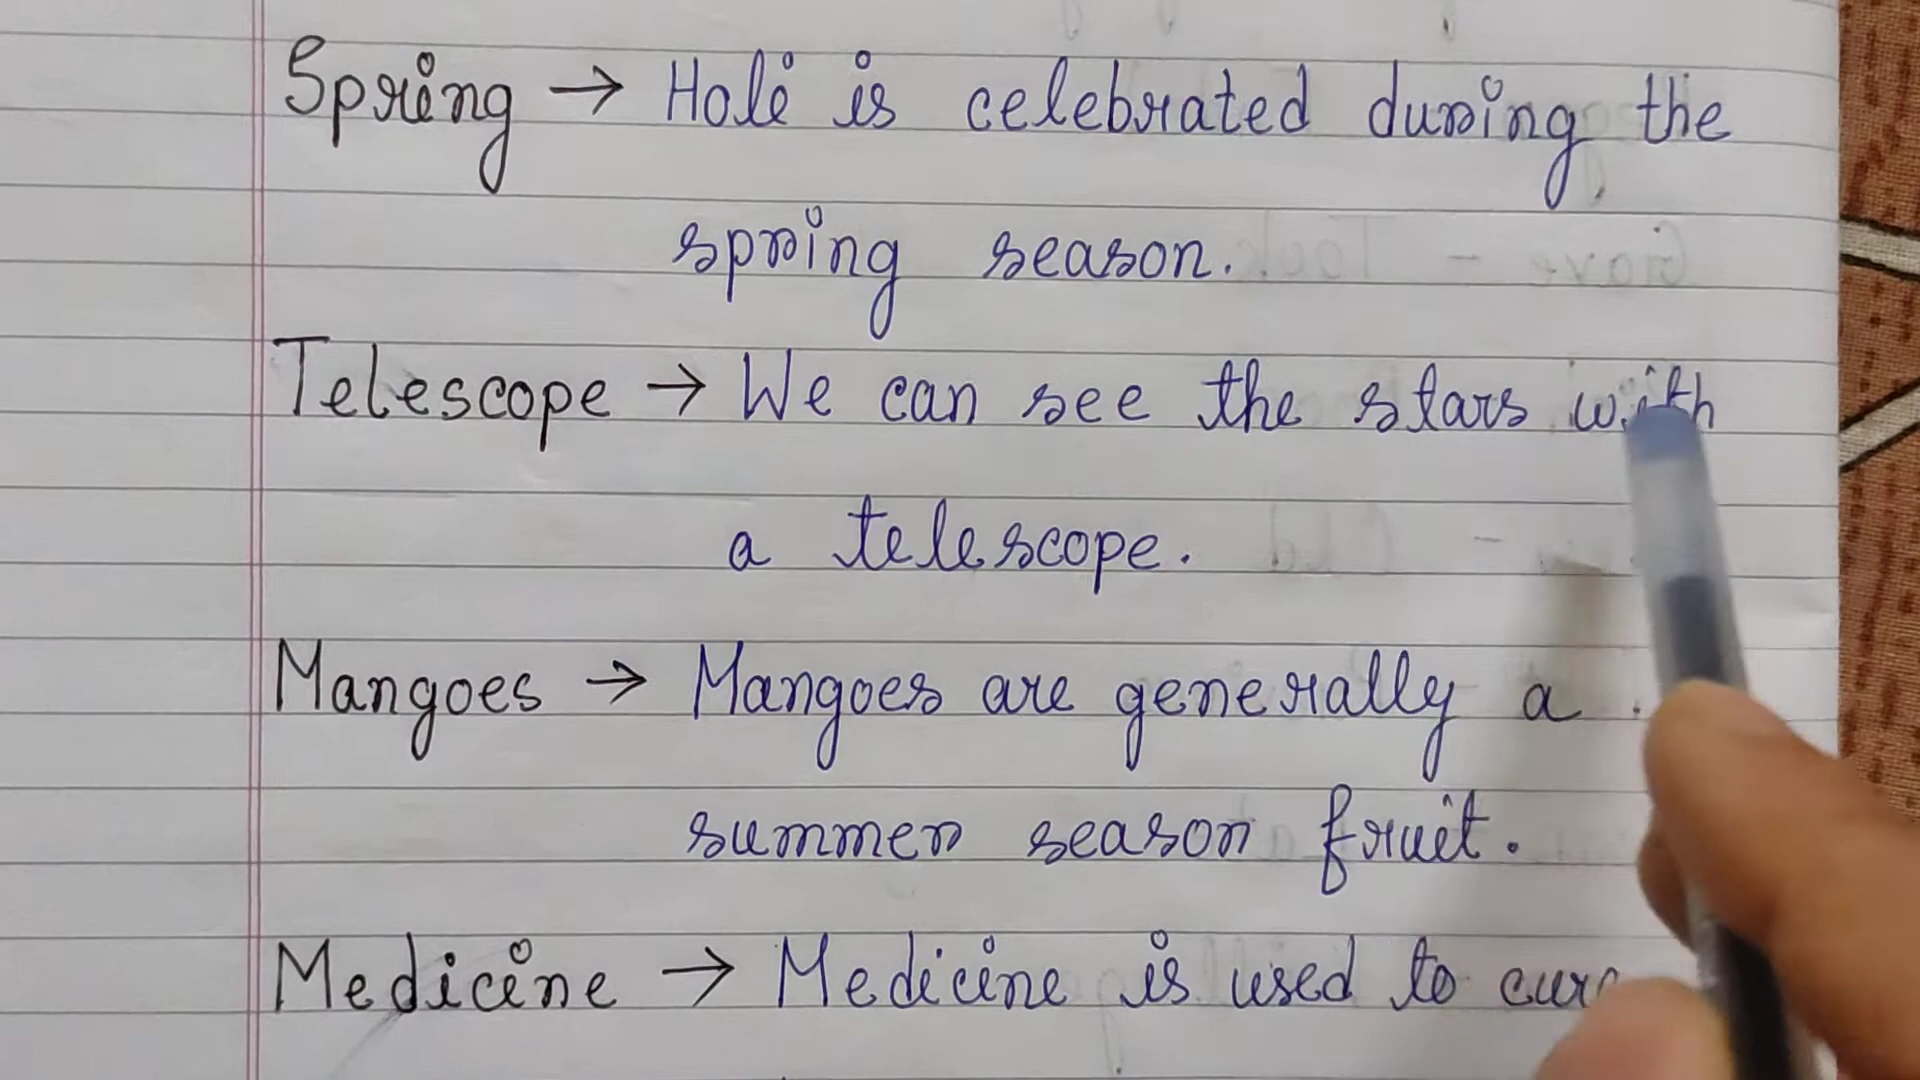 Spring → Holi is celebrated during the
spring season.
Telescope → We can see the stars with
a telescope.
Mangoes → Mangoes are generally a
summer season fruit.
Medicine → Medicine is used to